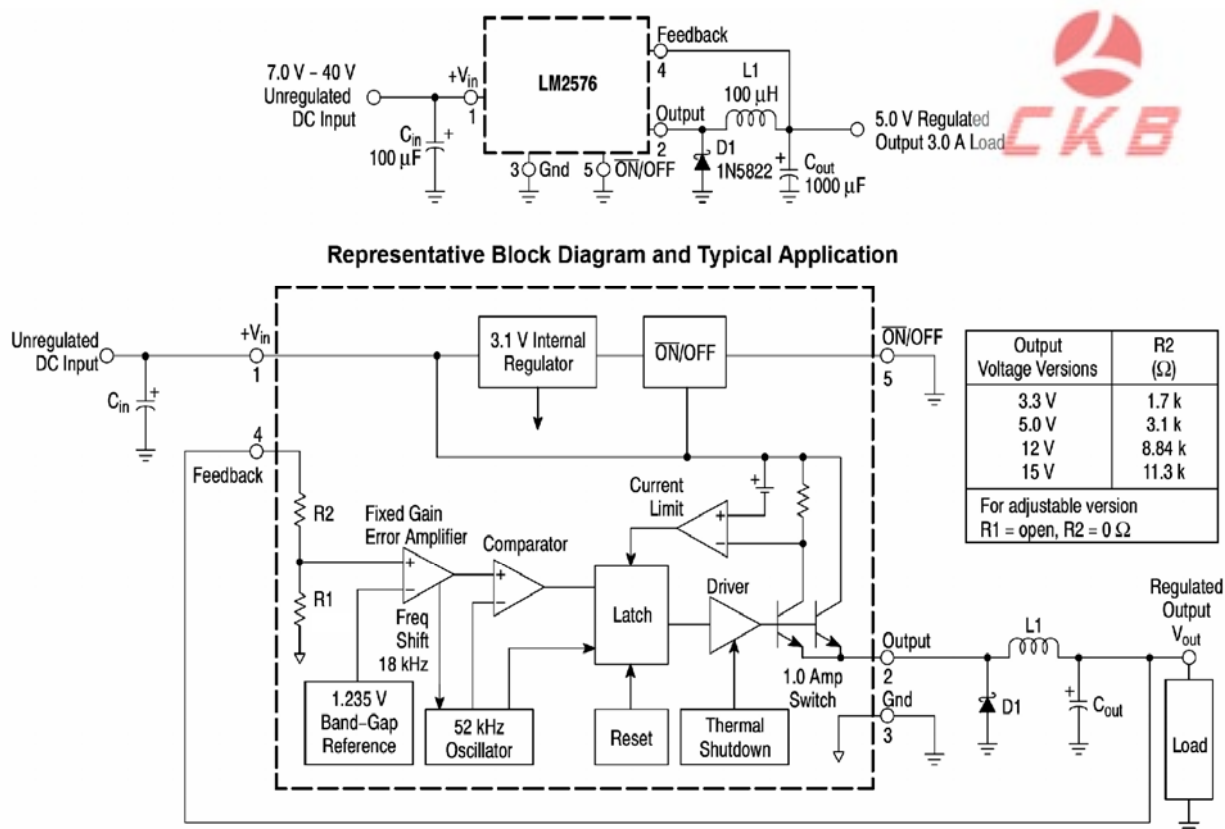 CKB
Feedback
4
7.0 V – 40 V
Unregulated
DC Input
+Vin
1
LM2576
L1
100 µH
Output
2
5.0 V Regulated
Output 3.0 A Load
Cin
100 µF
+
3
Gnd
5
ON/OFF
D1
1N5822
+
Cout
1000 µF
Representative Block Diagram and Typical Application
Unregulated
DC Input
+Vin
1
3.1 V Internal
Regulator
ON/OFF
ON/OFF
5
Cin
+
4
Feedback
Output
Voltage Versions
R2
(Ω)
3.3 V
1.7 k
5.0 V
3.1 k
12 V
8.84 k
15 V
11.3 k
For adjustable version
R1 = open, R2 = 0 Ω
Current
Limit
+
+
–
R2
Fixed Gain
Error Amplifier
Comparator
+
–
+
–
R1
Freq
Shift
18 kHz
Latch
Driver
1.0 Amp
Switch
Output
2
Gnd
3
1.235 V
Band–Gap
Reference
52 kHz
Oscillator
Reset
Thermal
Shutdown
L1
D1
+
Cout
Regulated
Output
Vout
Load